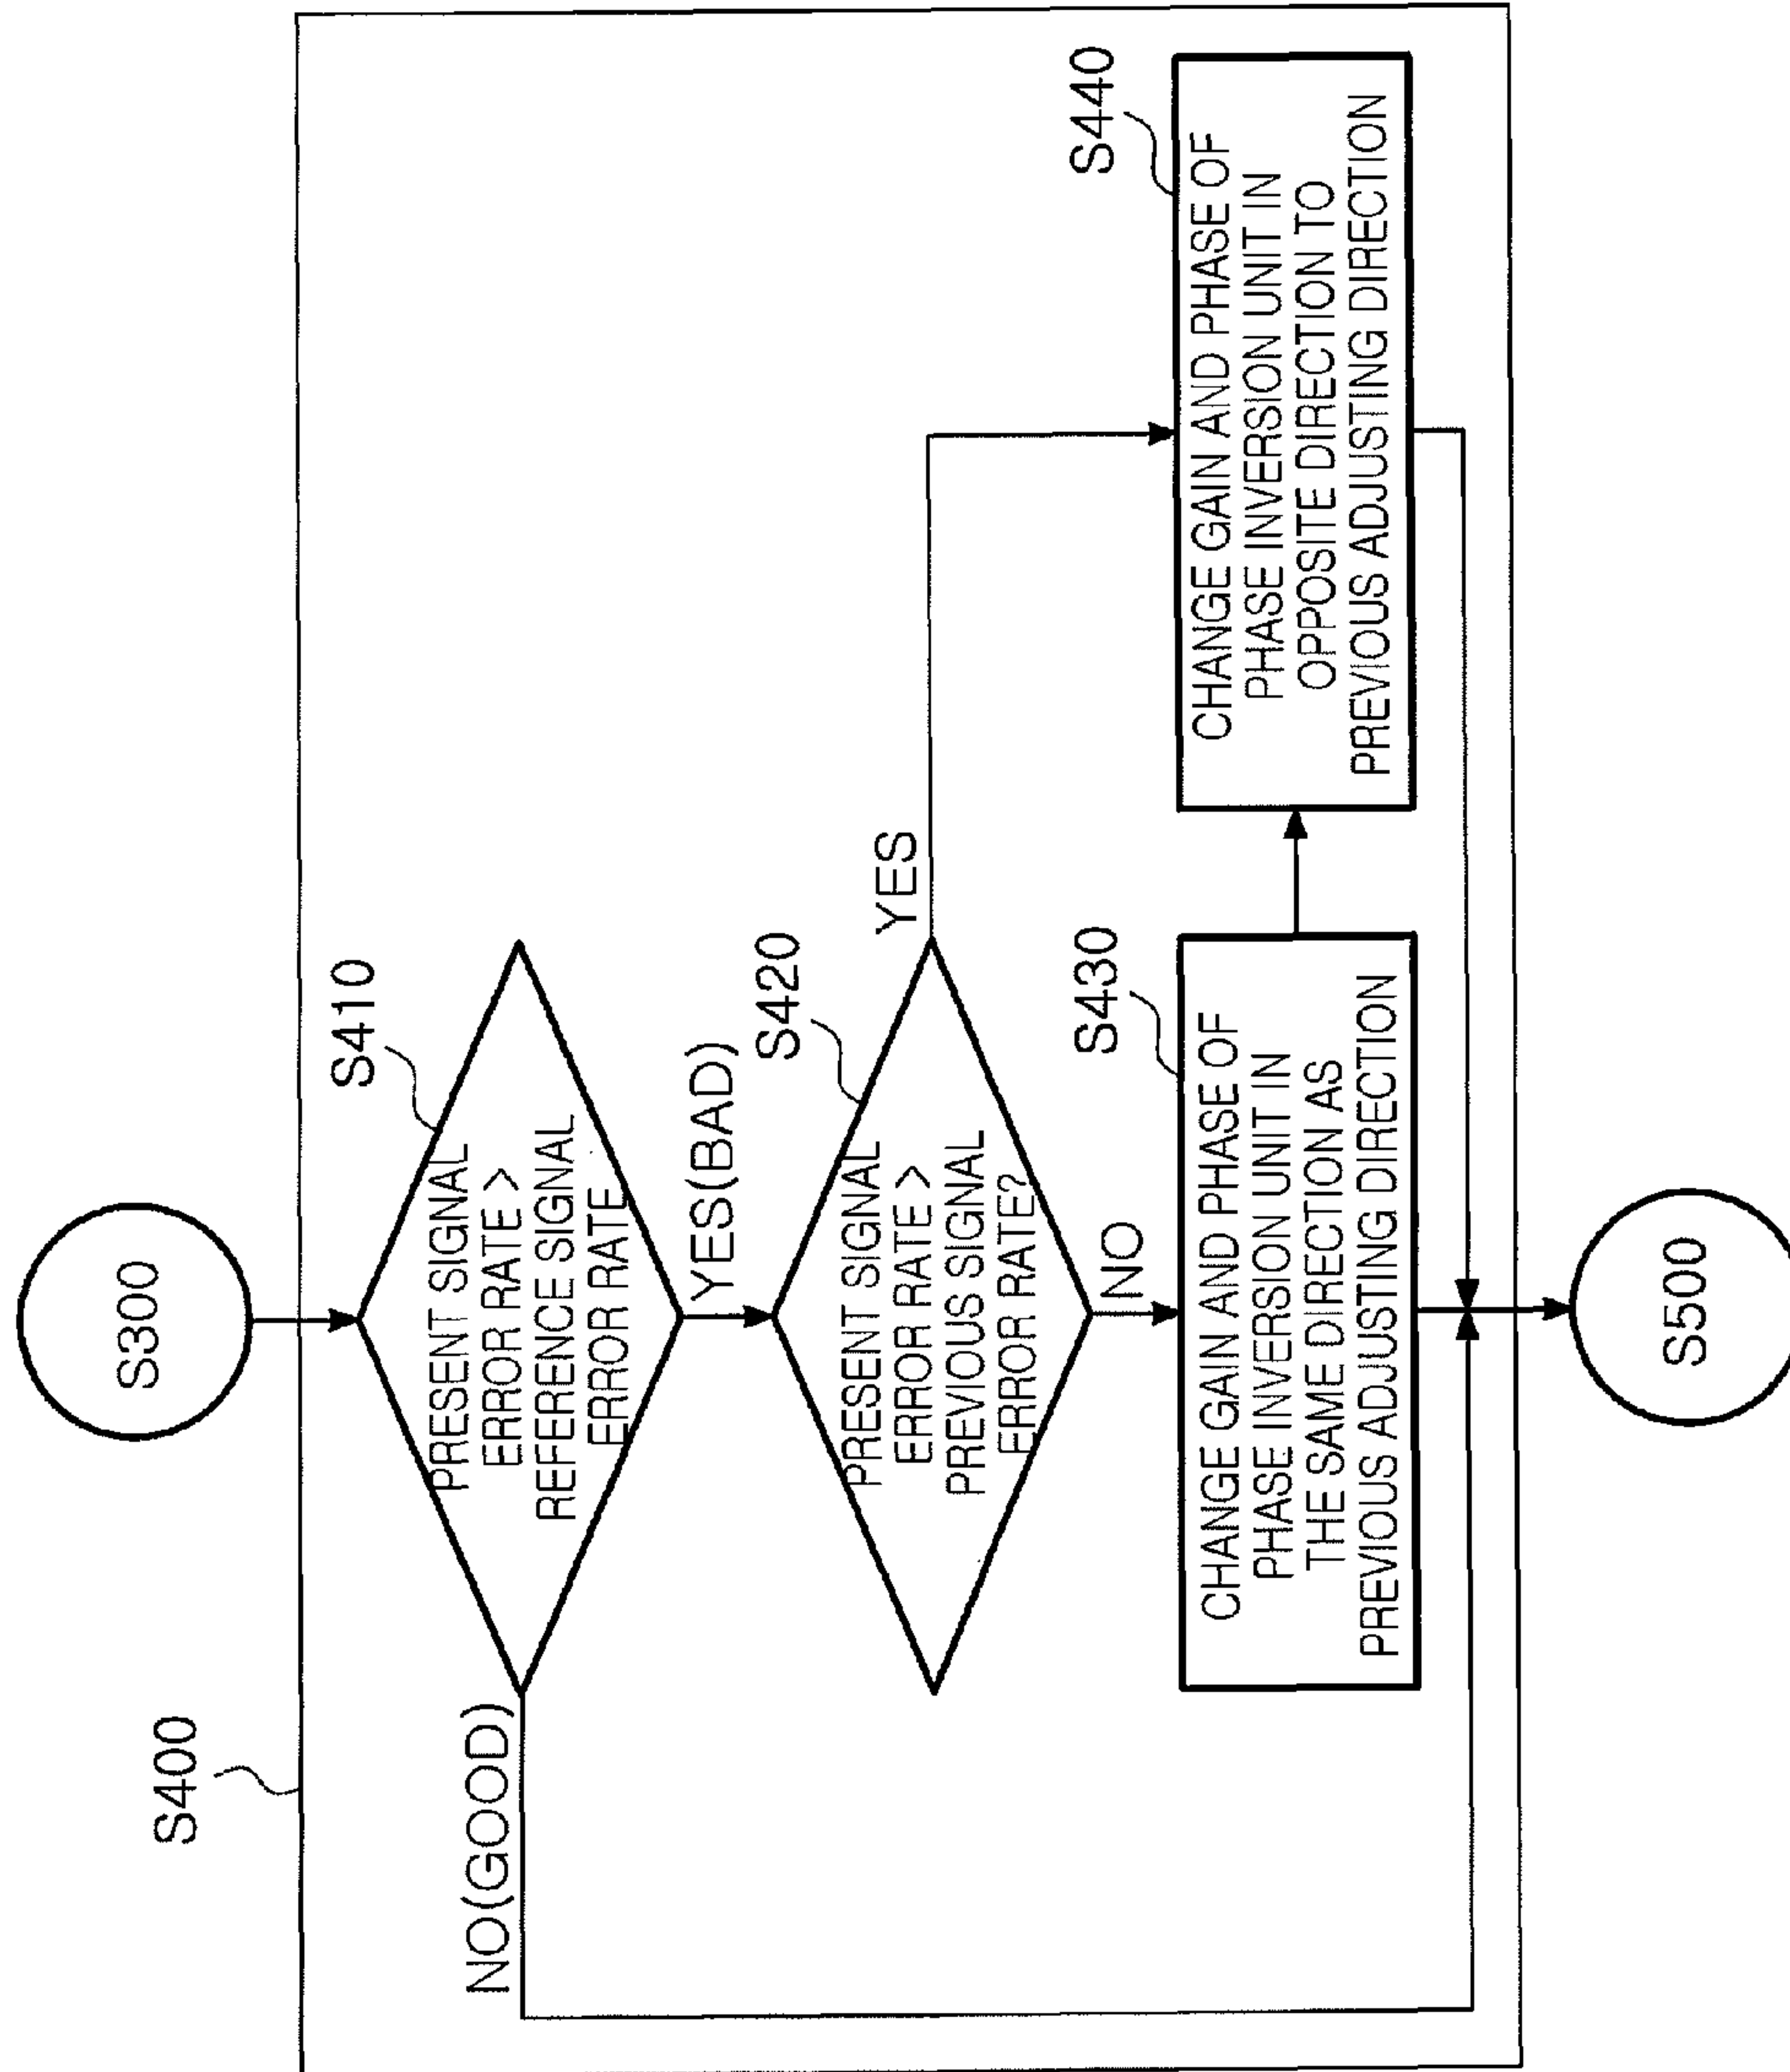 S300
S400
S410
PRESENT SIGNAL
ERROR RATE >
REFERENCE SIGNAL
ERROR RATE
NO(GOOD)
YES(BAD)
S420
PRESENT SIGNAL
ERROR RATE >
PREVIOUS SIGNAL
ERROR RATE?
YES
NO
S430
CHANGE GAIN AND PHASE OF
PHASE INVERSION UNIT IN
THE SAME DIRECTION AS
PREVIOUS ADJUSTING DIRECTION
S440
CHANGE GAIN AND PHASE OF
PHASE INVERSION UNIT IN
OPPOSITE DIRECTION TO
PREVIOUS ADJUSTING DIRECTION
S500